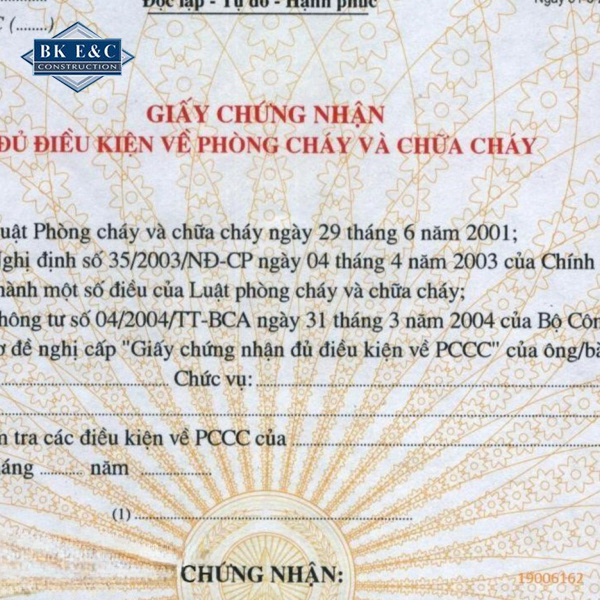 Độc lập - Tự do - Hạnh phúc
C (........)
BK E&C
CONSTRUCTION
GIẤY CHỨNG NHẬN
ĐỦ ĐIỀU KIỆN VỀ PHÒNG CHÁY VÀ CHỮA CHÁY
uật Phòng cháy và chữa cháy ngày 29 tháng 6 năm 2001;
ghị định số 35/2003/NĐ-CP ngày 04 tháng 4 năm 2003 của Chính
hành một số điều của Luật phòng cháy và chữa cháy;
hông tư số 04/2004/TT-BCA ngày 31 tháng 3 năm 2004 của Bộ Côn
ơ đề nghị cấp "Giấy chứng nhận đủ điều kiện về PCCC" của ông/bà
Chức vụ:
m tra các điều kiện về PCCC của
háng ......... năm ...............
(1)
CHỨNG NHẬN:
19006162